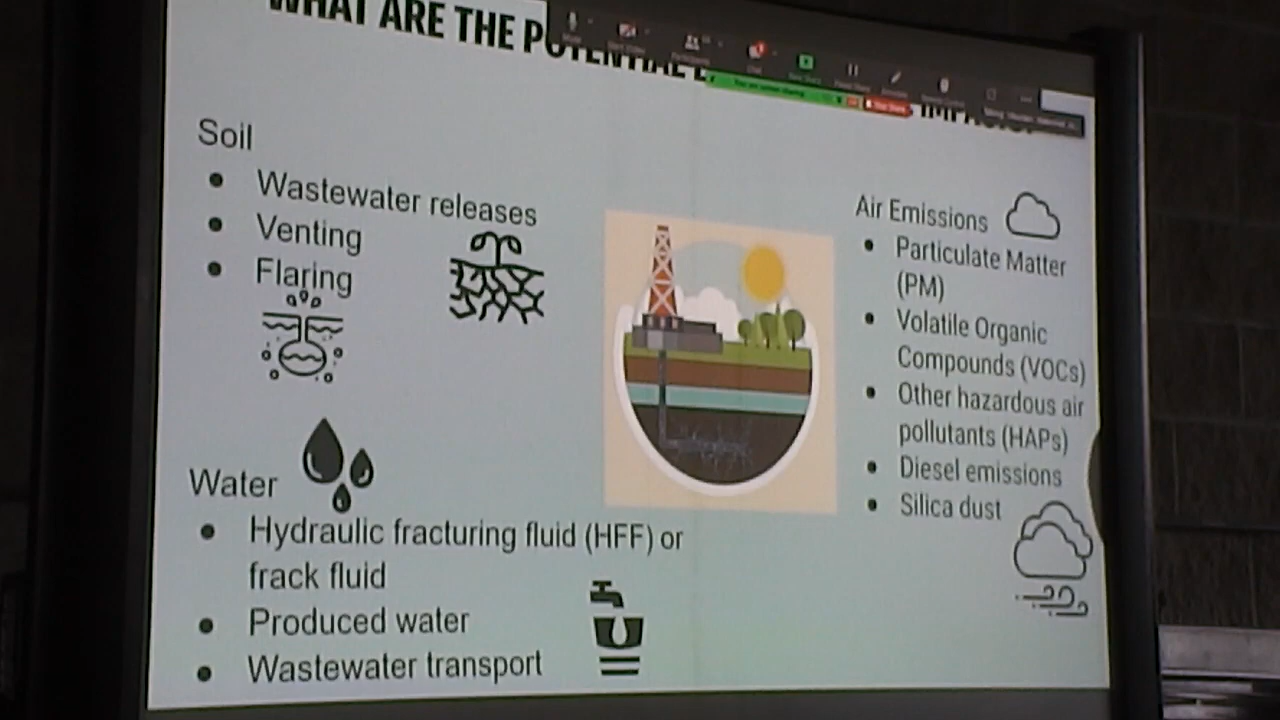 WHAT ARE THE POTENTIAL
IMPACTS?
Soil
Wastewater releases
Venting
Flaring
Water
Hydraulic fracturing fluid (HFF) or
frack fluid
Produced water
Wastewater transport
Air Emissions
Particulate Matter
(PM)
Volatile Organic
Compounds (VOCs)
Other hazardous air
pollutants (HAPs)
Diesel emissions
Silica dust